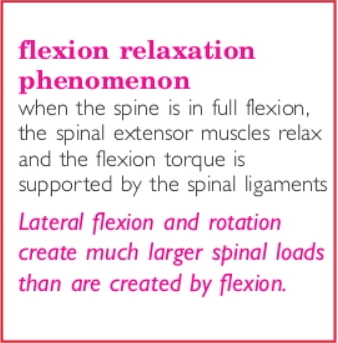 flexion relaxation
phenomenon
when the spine is in full flexion,
the spinal extensor muscles relax
and the flexion torque is
supported by the spinal ligaments
Lateral flexion and rotation
create much larger spinal loads
than are created by flexion.